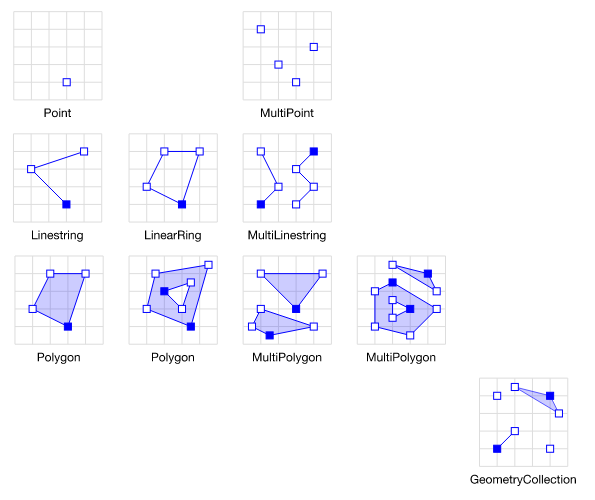 Point
MultiPoint
Linestring
LinearRing
MultiLinestring
Polygon
Polygon
MultiPolygon
MultiPolygon
GeometryCollection